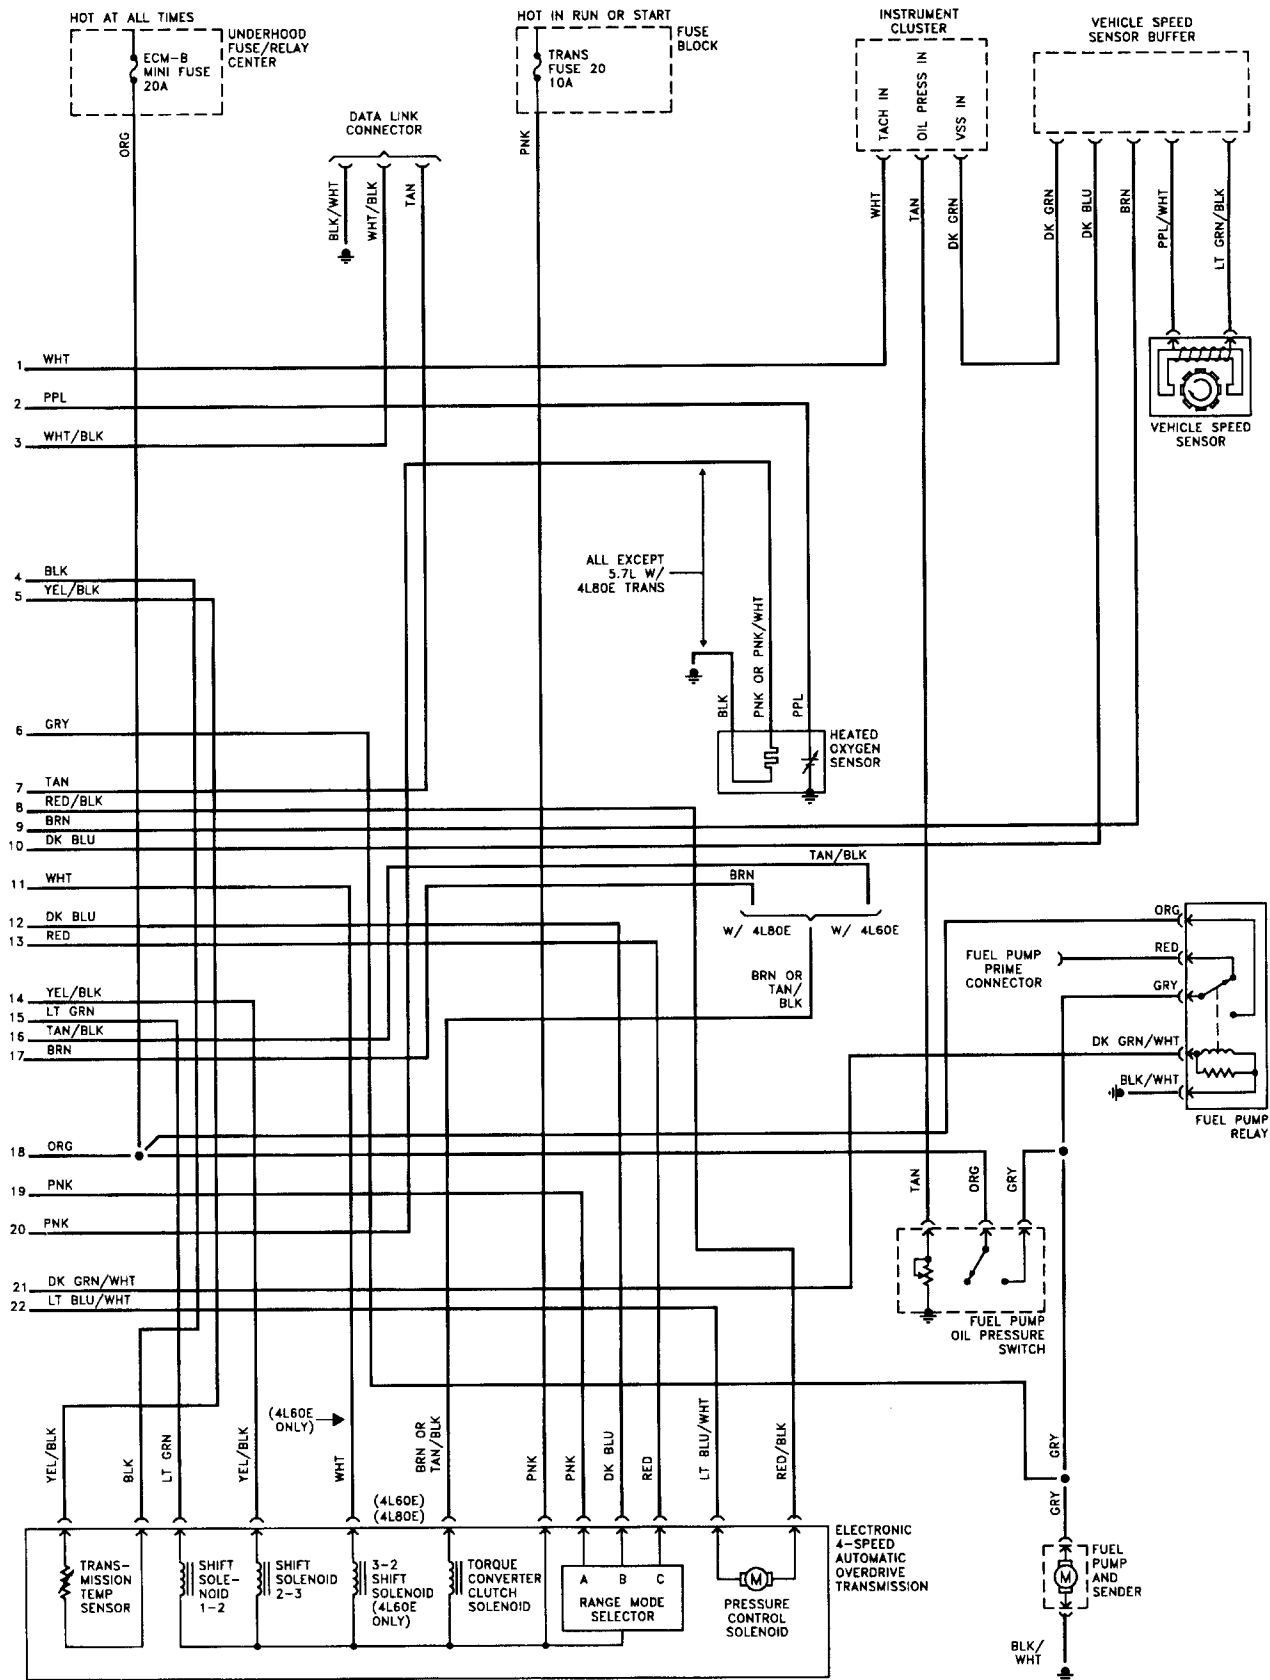 HOT AT ALL TIMES
UNDERHOOD
FUSE/RELAY
CENTER
ECM-B
MINI FUSE
20A
ORG
HOT IN RUN OR START
FUSE
BLOCK
TRANS
FUSE 20
10A
PNK
DATA LINK
CONNECTOR
BLK/WHT
WHT/BLK
TAN
INSTRUMENT
CLUSTER
TACH IN
OIL PRESS IN
VSS IN
WHT
TAN
DK GRN
VEHICLE SPEED
SENSOR BUFFER
DK GRN
DK BLU
BRN
PPL/WHT
LT GRN/BLK
VEHICLE SPEED
SENSOR
1 WHT
2 PPL
3 WHT/BLK
4 BLK
5 YEL/BLK
ALL EXCEPT
5.7L W/
4L80E TRANS
BLK
PNK OR PNK/WHT
PPL
HEATED
OXYGEN
SENSOR
6 GRY
7 TAN
8 RED/BLK
9 BRN
10 DK BLU
11 WHT
12 DK BLU
13 RED
TAN/BLK
BRN
W/ 4L80E
W/ 4L60E
BRN OR
TAN/
BLK
14 YEL/BLK
15 LT GRN
16 TAN/BLK
17 BRN
ORG
RED
GRY
DK GRN/WHT
BLK/WHT
FUEL PUMP
PRIME
CONNECTOR
FUEL PUMP
RELAY
18 ORG
19 PNK
20 PNK
21 DK GRN/WHT
22 LT BLU/WHT
TAN
ORG
GRY
FUEL PUMP
OIL PRESSURE
SWITCH
(4L60E
ONLY)
YEL/BLK
BLK
LT GRN
YEL/BLK
WHT
BRN OR
TAN/BLK
PNK
PNK
DK BLU
RED
LT BLU/WHT
RED/BLK
GRY
GRY
(4L60E)
(4L80E)
ELECTRONIC
4-SPEED
AUTOMATIC
OVERDRIVE
TRANSMISSION
TRANS-
MISSION
TEMP
SENSOR
SHIFT
SOLE-
NOID
1-2
SHIFT
SOLENOID
2-3
3-2
SHIFT
SOLENOID
(4L60E
ONLY)
TORQUE
CONVERTER
CLUTCH
SOLENOID
A B C
RANGE MODE
SELECTOR
M
PRESSURE
CONTROL
SOLENOID
M
FUEL
PUMP
AND
SENDER
BLK/
WHT